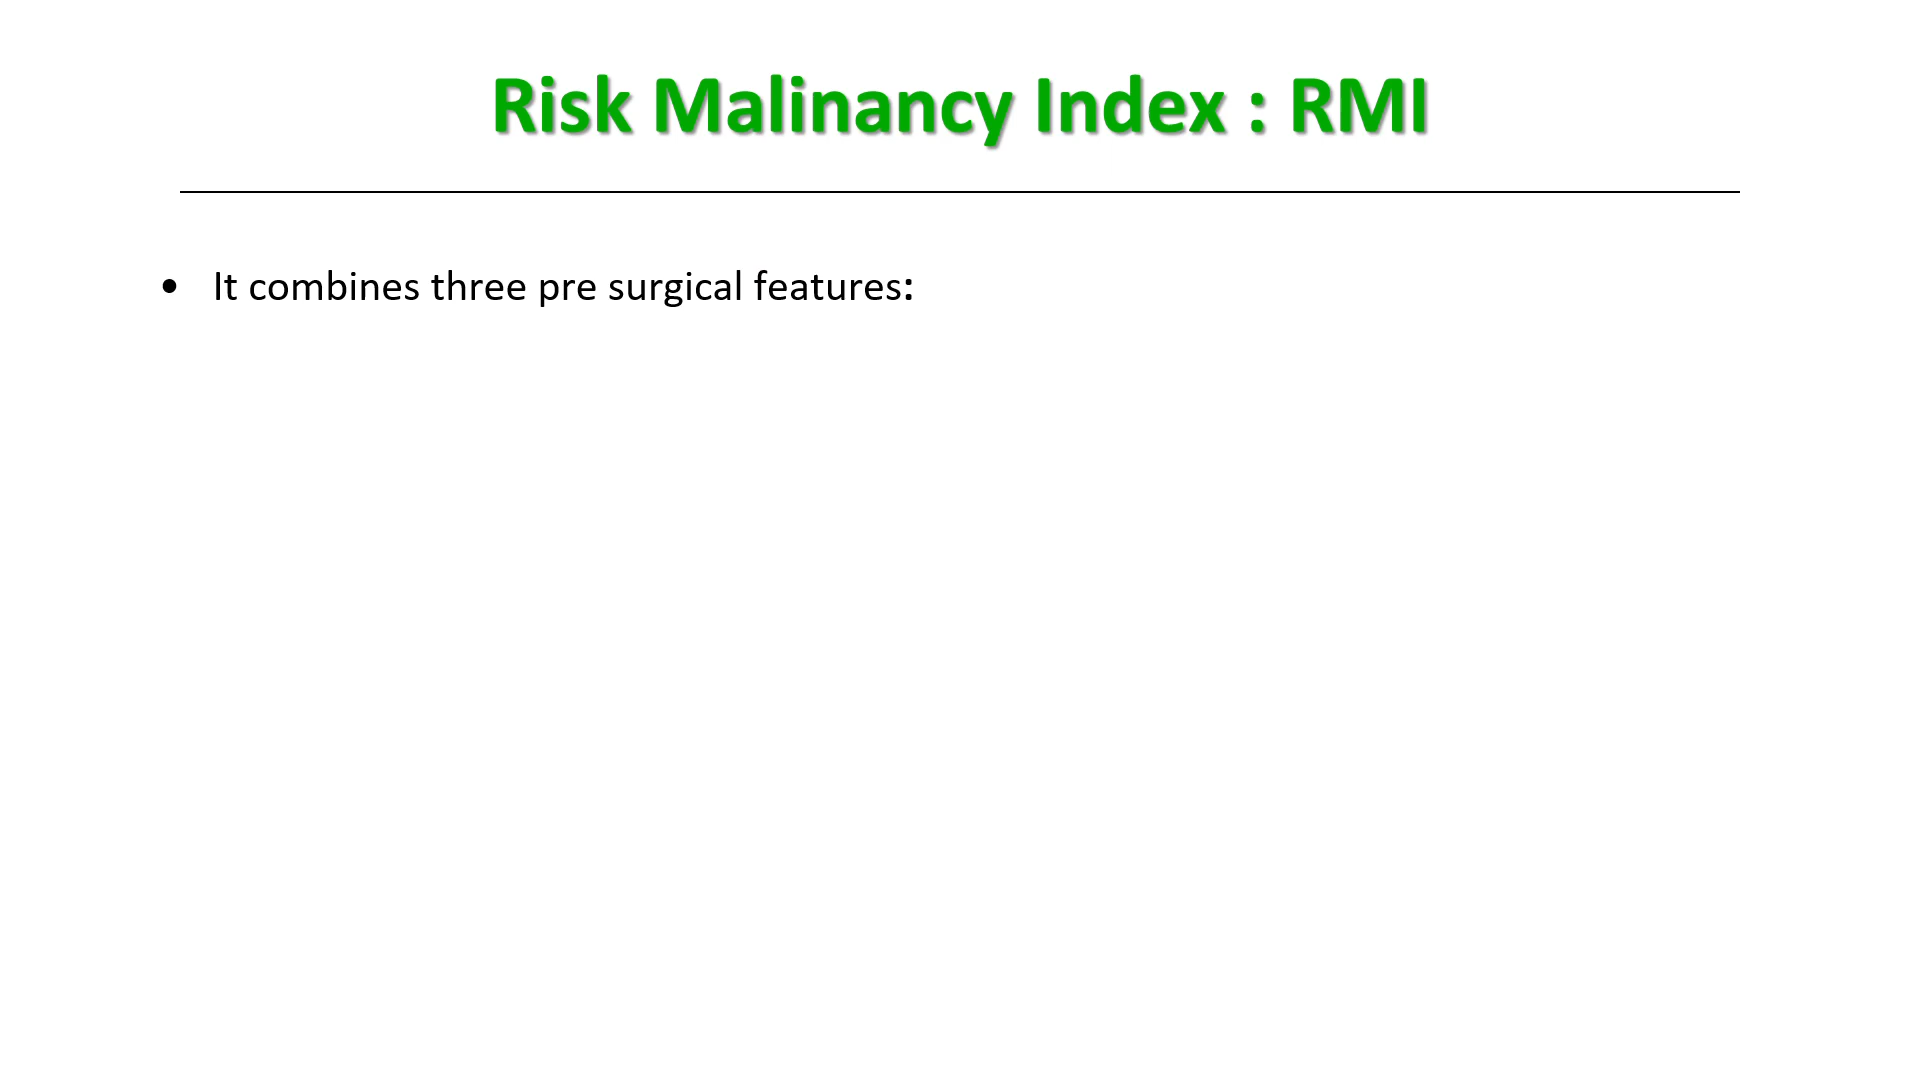 Risk Malinancy Index : RMI
• It combines three pre surgical features: